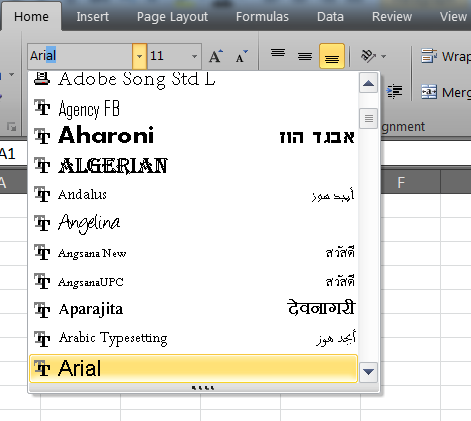 Home Insert Page Layout Formulas Data Review View
Arial 11 A A Wrap
Merg
gnment
A1
A F
Adobe Song Std L
Agency FB
Aharoni אבגד הוז
ALGERIAN
Andalus أبجد هوز
Angelina
Angsana New สวัสดี
AngsanaUPC สวัสดี
Aparajita देवनागरी
Arabic Typesetting أبجد هوز
Arial